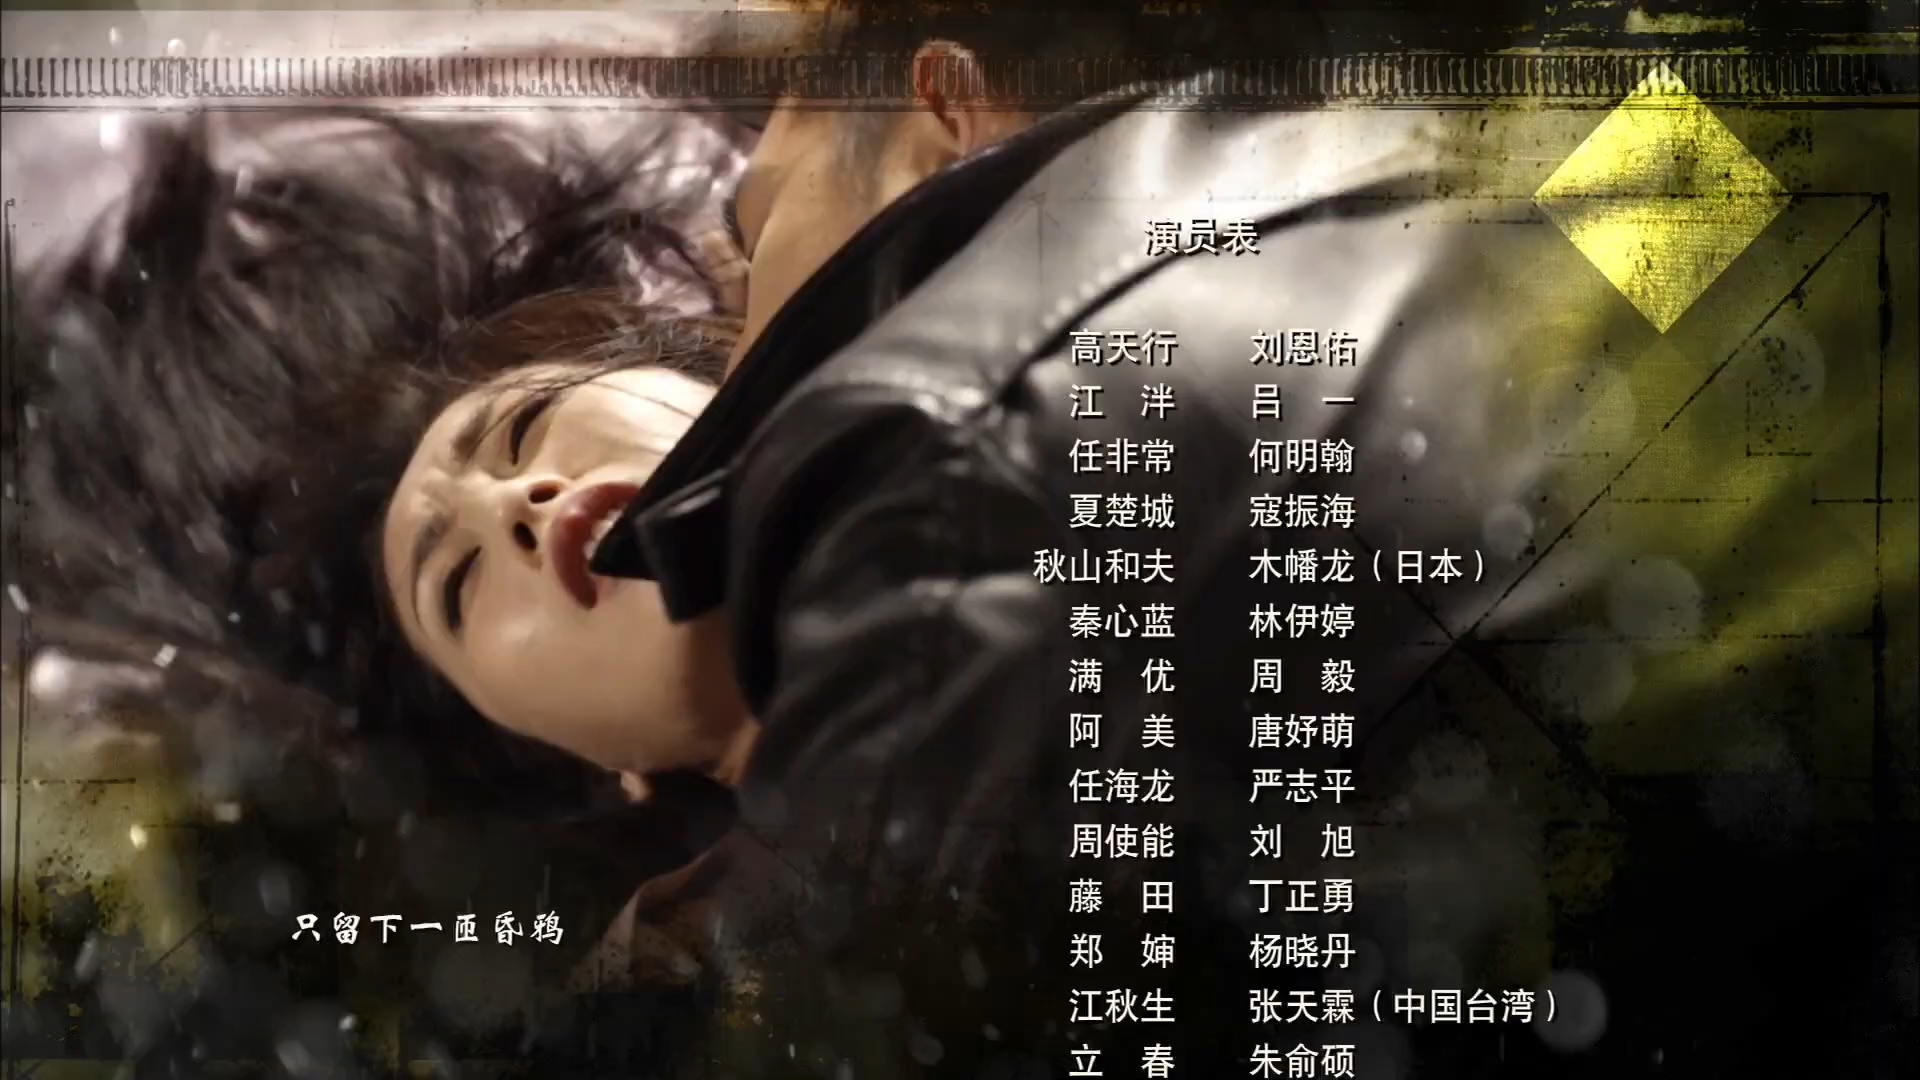 演员表
高天行 刘恩佑
江 泮 吕 一
任非常 何明翰
夏楚城 寇振海
秋山和夫 木幡龙（日本）
秦心蓝 林伊婷
满 优 周 毅
阿 美 唐妤萌
任海龙 严志平
周使能 刘 旭
藤 田 丁正勇
郑 婶 杨晓丹
江秋生 张天霖（中国台湾）
立 春 朱俞硕
只留下一匝昏鸦